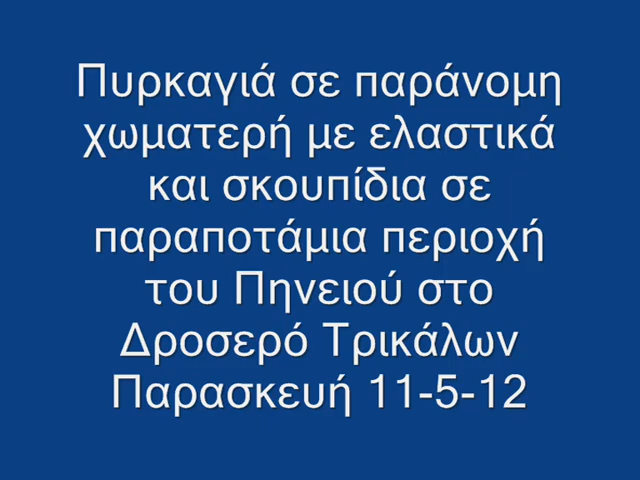 Πυρκαγιά σε παράνομη
χωματερή με ελαστικά
και σκουπίδια σε
παραποτάμια περιοχή
του Πηνειού στο
Δροσερό Τρικάλων
Παρασκευή 11-5-12